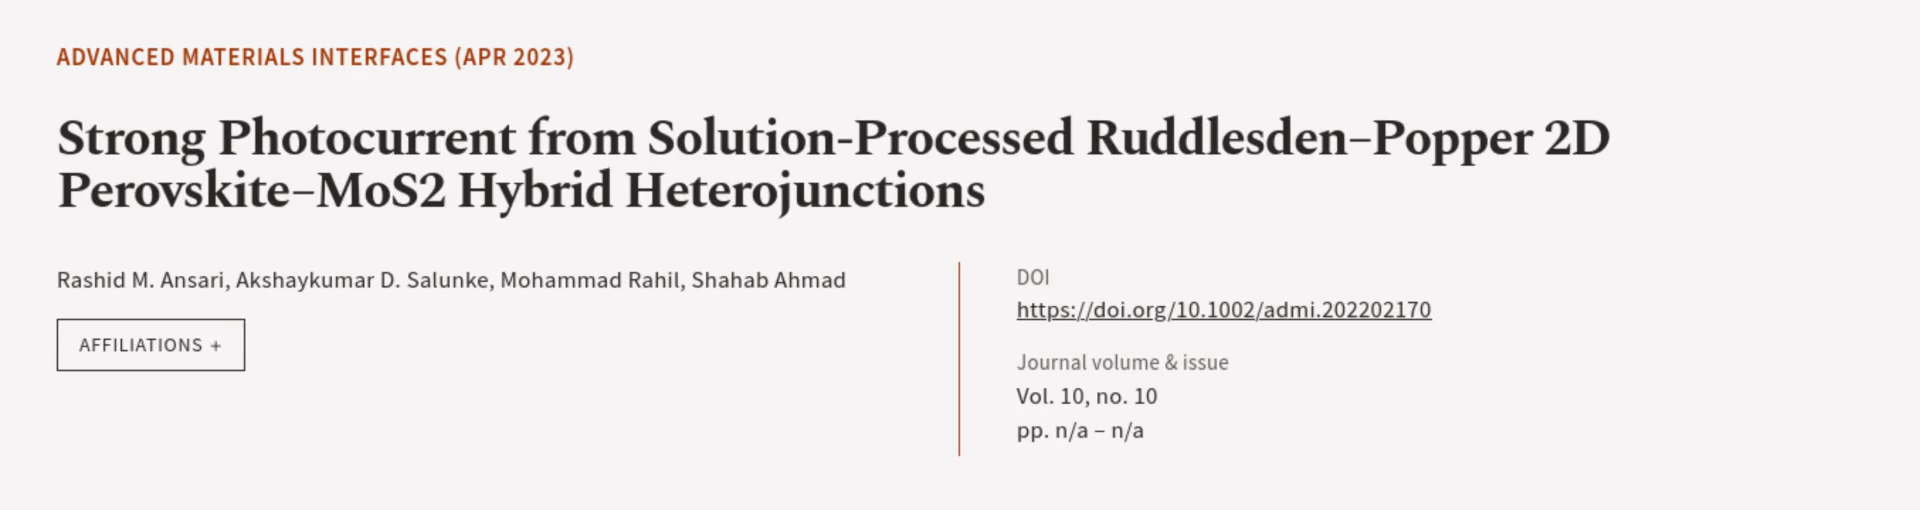 ADVANCED MATERIALS INTERFACES (APR 2023)
Strong Photocurrent from Solution-Processed Ruddlesden–Popper 2D
Perovskite–MoS2 Hybrid Heterojunctions
Rashid M. Ansari, Akshaykumar D. Salunke, Mohammad Rahil, Shahab Ahmad
AFFILIATIONS +
DOI
https://doi.org/10.1002/admi.202202170
Journal volume & issue
Vol. 10, no. 10
pp. n/a – n/a